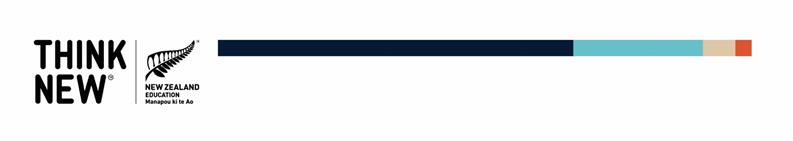 THINK
NEW
NEW ZEALAND
EDUCATION
Manapou ki te Ao